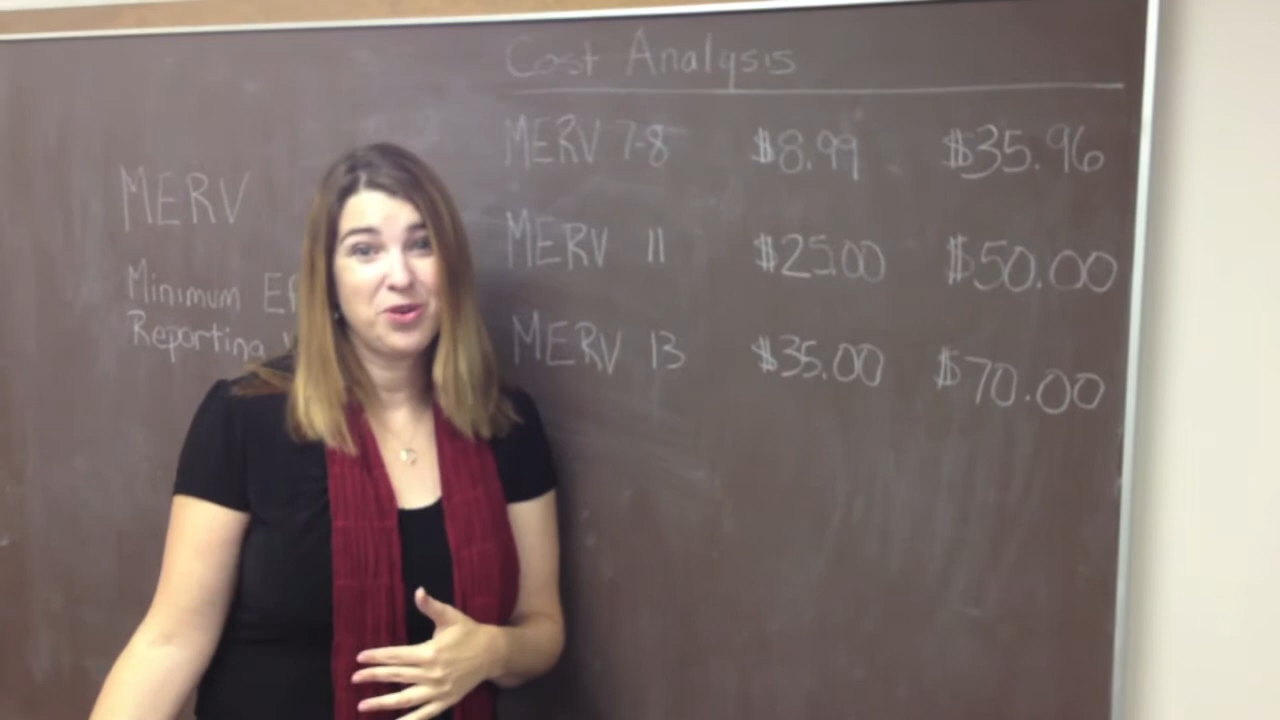 MERV
Minimum
Reporting
Cost Analysis
MERV 7-8 $8.99 $35.96
MERV 11 $25.00 $50.00
MERV 13 $35.00 $70.00